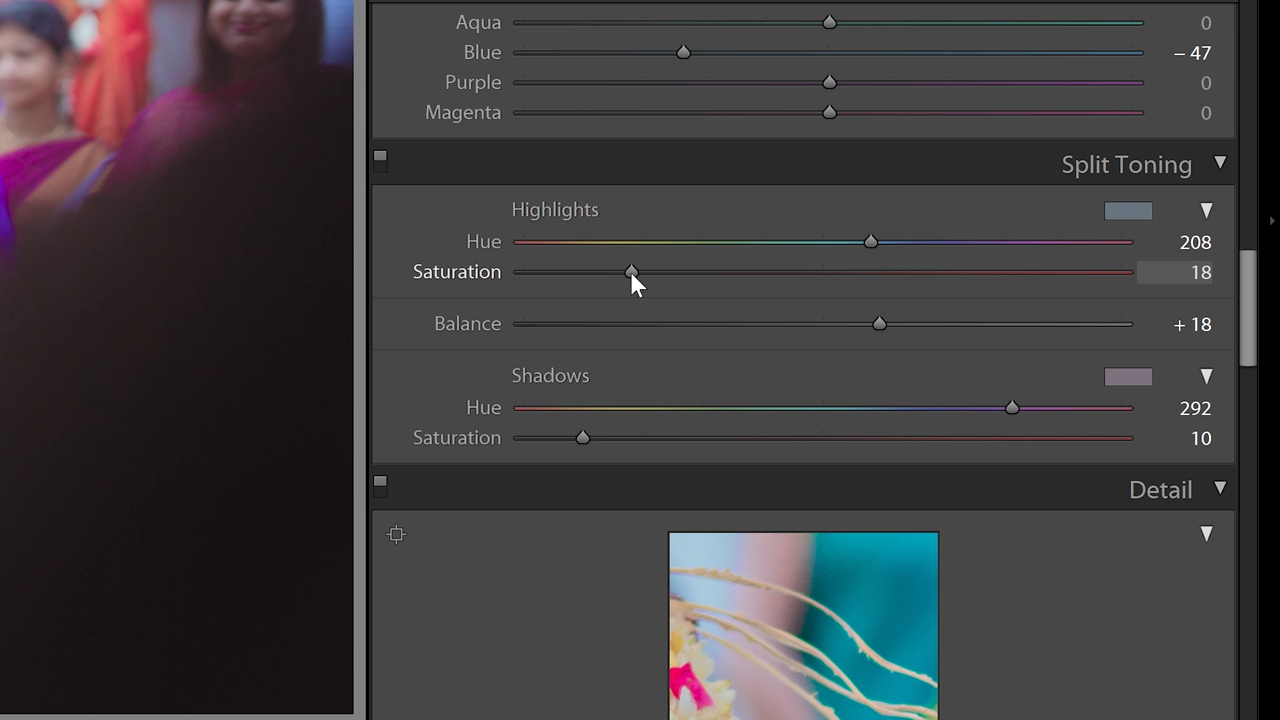 Aqua 0
Blue – 47
Purple 0
Magenta 0
Split Toning
Highlights
Hue 208
Saturation 18
Balance + 18
Shadows
Hue 292
Saturation 10
Detail